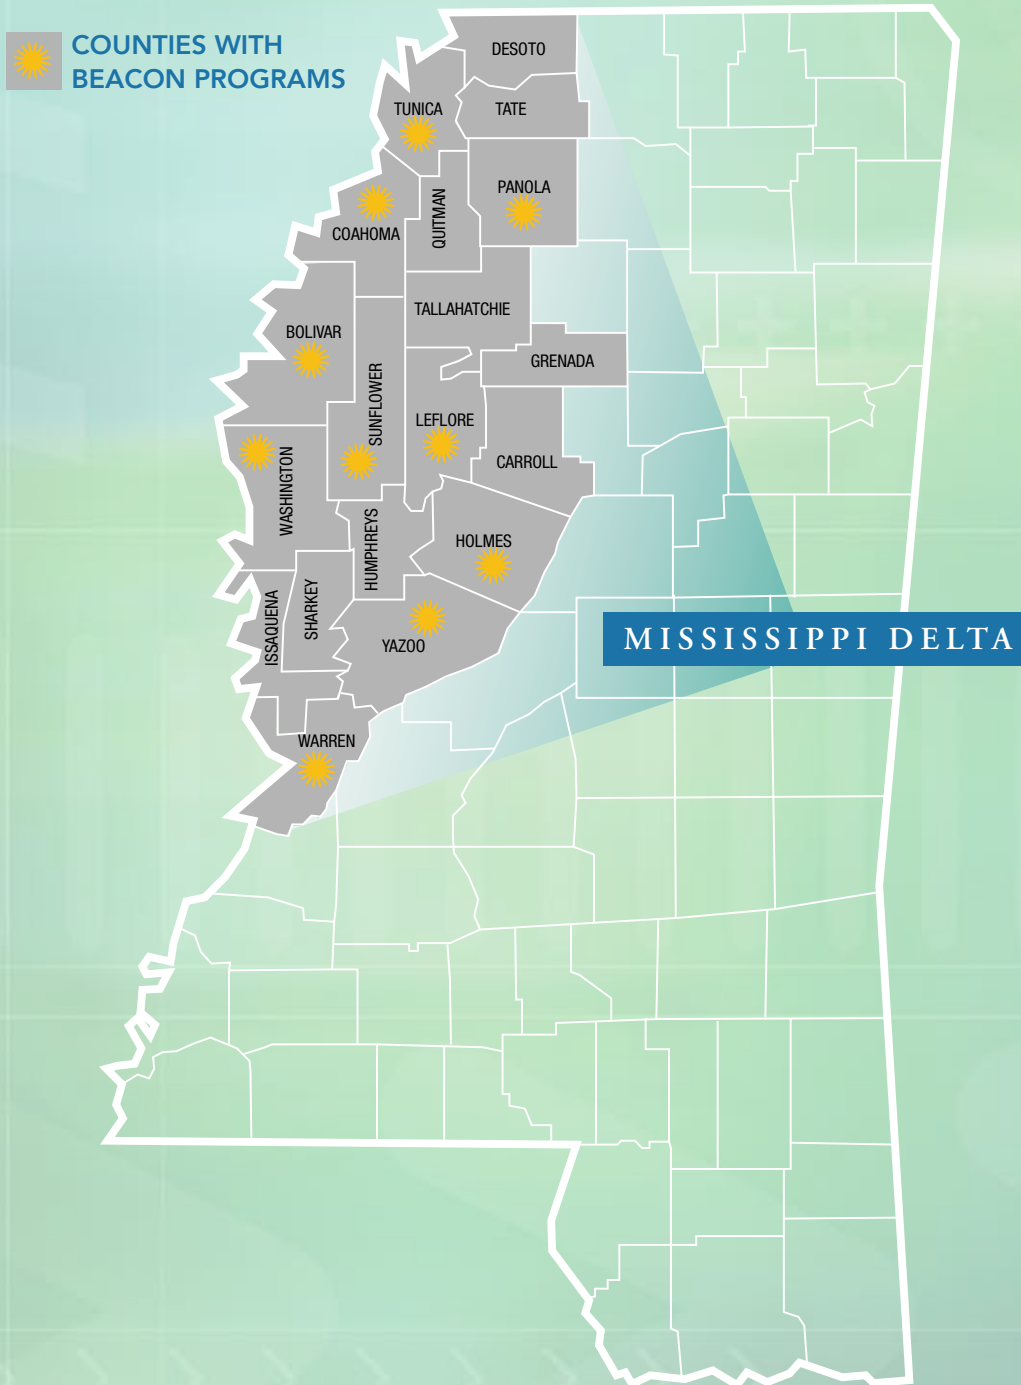 COUNTIES WITH
BEACON PROGRAMS
DESOTO
TUNICA
TATE
PANOLA
QUITMAN
COAHOMA
TALLAHATCHIE
BOLIVAR
GRENADA
SUNFLOWER
LEFLORE
CARROLL
WASHINGTON
HUMPHREYS
HOLMES
SHARKEY
ISSAQUENA
YAZOO
MISSISSIPPI DELTA
WARREN